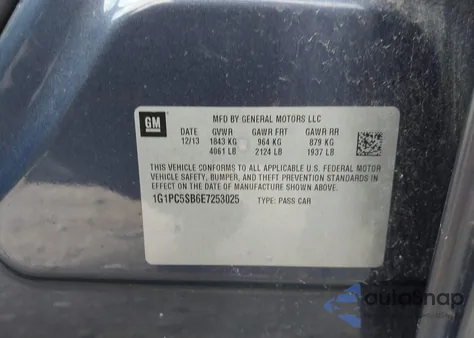 GM
MFD BY GENERAL MOTORS LLC
DATE GVWR GAWR FRT GAWR RR
12/13 1843 KG 964 KG 879 KG
4061 LB 2124 LB 1937 LB
THIS VEHICLE CONFORMS TO ALL APPLICABLE U.S. FEDERAL MOTOR
VEHICLE SAFETY, BUMPER, AND THEFT PREVENTION STANDARDS IN
EFFECT ON THE DATE OF MANUFACTURE SHOWN ABOVE.
1G1PC5SB6E7253025 TYPE: PASS CAR
autoSnap